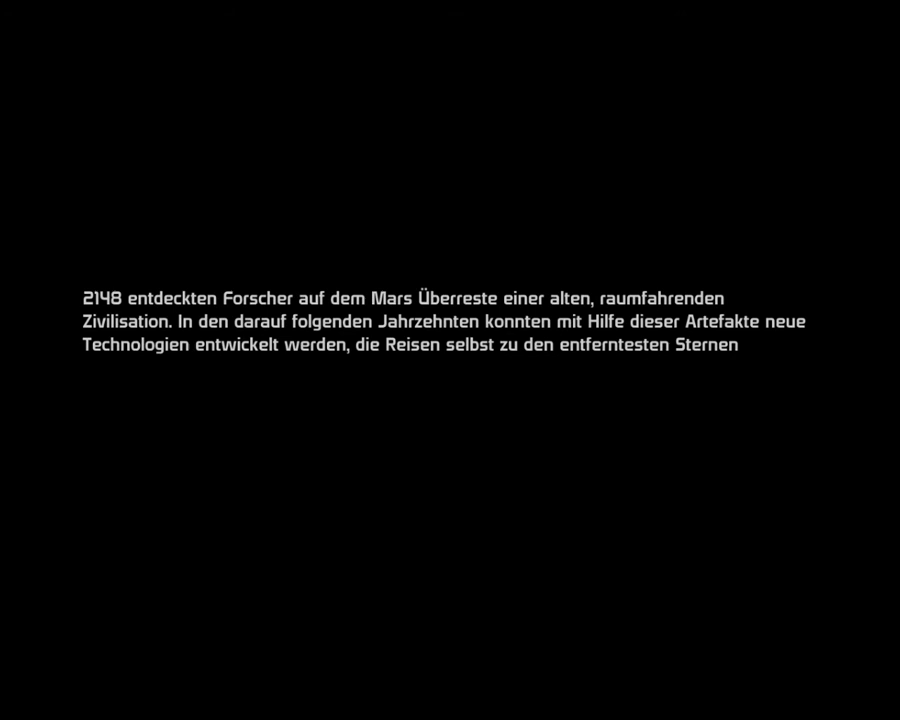 2148 entdeckten Forscher auf dem Mars Überreste einer alten, raumfahrenden
Zivilisation. In den darauf folgenden Jahrzehnten konnten mit Hilfe dieser Artefakte neue
Technologien entwickelt werden, die Reisen selbst zu den entferntesten Sternen